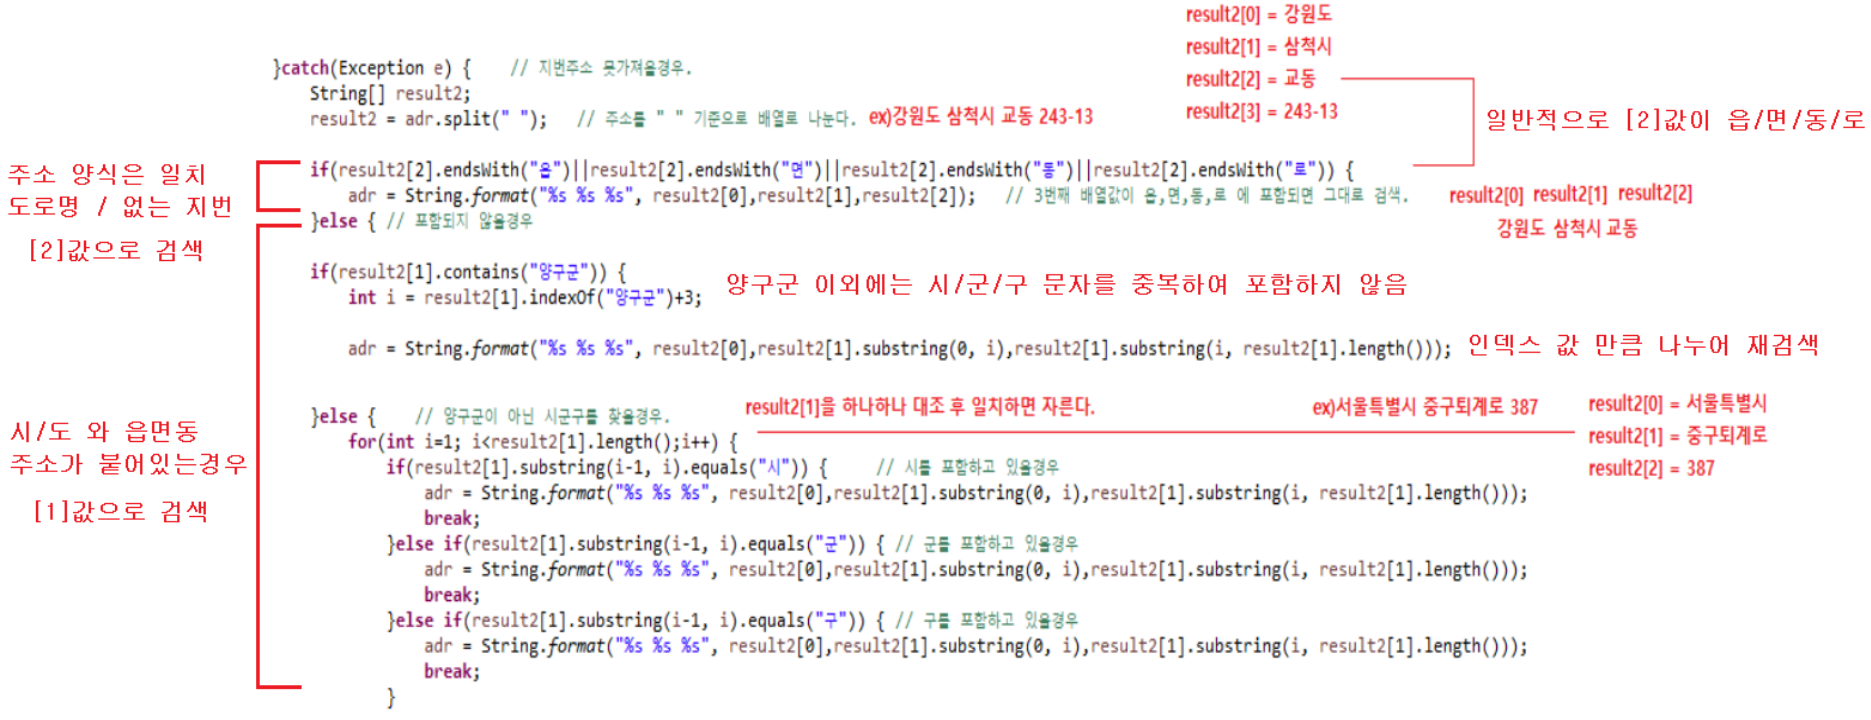 result2[0] = 강원도
result2[1] = 삼척시
result2[2] = 교동
result2[3] = 243-13
일반적으로 [2]값이 읍/면/동/로
}catch(Exception e) {    // 지번주소 못가져올경우.
String[] result2;
result2 = adr.split(" ");   // 주소를 " " 기준으로 배열로 나눈다. ex)강원도 삼척시 교동 243-13
주소 양식은 일치
도로명 / 없는 지번
[2]값으로 검색
if(result2[2].endsWith("읍")||result2[2].endsWith("면")||result2[2].endsWith("동")||result2[2].endsWith("로")) {
adr = String.format("%s %s %s", result2[0],result2[1],result2[2]);   // 3번째 배열값이 읍,면,동,로 에 포함되면 그대로 검색.
result2[0] result2[1] result2[2]
강원도 삼척시 교동
}else { // 포함되지 않을경우
if(result2[1].contains("양구군")) {
int i = result2[1].indexOf("양구군")+3;
양구군 이외에는 시/군/구 문자를 중복하여 포함하지 않음
adr = String.format("%s %s %s", result2[0],result2[1].substring(0, i),result2[1].substring(i, result2[1].length()));
인덱스 값 만큼 나누어 재검색
시/도 와 읍면동
주소가 붙어있는경우
[1]값으로 검색
}else {    // 양구군이 아닌 시군구를 찾을경우.
result2[1]을 하나하나 대조 후 일치하면 자른다.
ex)서울특별시 중구퇴계로 387
result2[0] = 서울특별시
result2[1] = 중구퇴계로
result2[2] = 387
for(int i=1; i<result2[1].length();i++) {
if(result2[1].substring(i-1, i).equals("시")) {     // 시를 포함하고 있을경우
adr = String.format("%s %s %s", result2[0],result2[1].substring(0, i),result2[1].substring(i, result2[1].length()));
break;
}else if(result2[1].substring(i-1, i).equals("군")) { // 군를 포함하고 있을경우
adr = String.format("%s %s %s", result2[0],result2[1].substring(0, i),result2[1].substring(i, result2[1].length()));
break;
}else if(result2[1].substring(i-1, i).equals("구")) { // 구를 포함하고 있을경우
adr = String.format("%s %s %s", result2[0],result2[1].substring(0, i),result2[1].substring(i, result2[1].length()));
break;
}